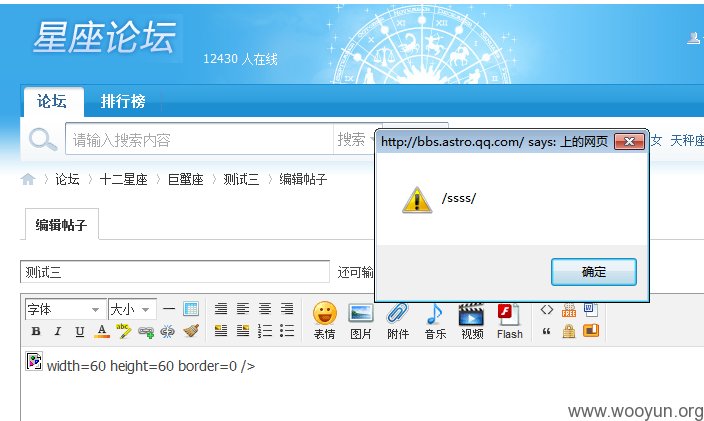 星座论坛
12430 人在线
论坛 排行榜
请输入搜索内容 搜索
女 天秤座
论坛 十二星座 巨蟹座 测试三 编辑帖子
http://bbs.astro.qq.com/ says: 上的网页
/ssss/
确定
编辑帖子
测试三
还可输
字体 大小
B I U A
表情 图片 附件 音乐 视频 Flash
width=60 height=60 border=0 />
www.wooyun.org